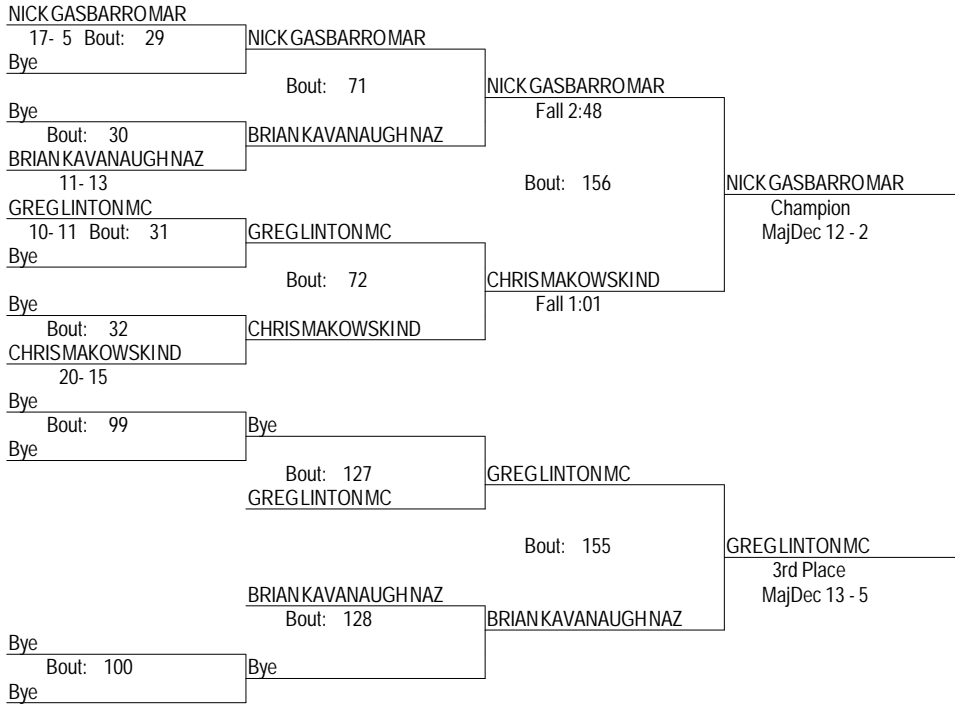 NICK GASBARRO MAR
17- 5 Bout: 29
NICK GASBARRO MAR
Bye
Bout: 71
NICK GASBARRO MAR
Bye
Fall 2:48
Bout: 30
BRIAN KAVANAUGH NAZ
BRIAN KAVANAUGH NAZ
11- 13
Bout: 156
NICK GASBARRO MAR
GREG LINTON MC
Champion
10- 11 Bout: 31
GREG LINTON MC
MajDec 12 - 2
Bye
Bout: 72
CHRIS MAKOWSKI ND
Bye
Fall 1:01
Bout: 32
CHRIS MAKOWSKI ND
CHRIS MAKOWSKI ND
20- 15
Bye
Bout: 99
Bye
Bye
Bout: 127
GREG LINTON MC
GREG LINTON MC
Bout: 155
GREG LINTON MC
3rd Place
BRIAN KAVANAUGH NAZ
MajDec 13 - 5
Bout: 128
BRIAN KAVANAUGH NAZ
Bye
Bout: 100
Bye
Bye